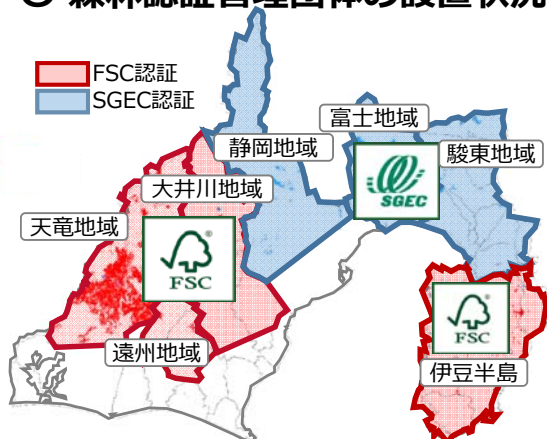 森林認証管理団体の設置状況
FSC認証
SGEC認証
富士地域
静岡地域
駿東地域
大井川地域
SGEC
天竜地域
FSC
遠州地域
FSC
伊豆半島